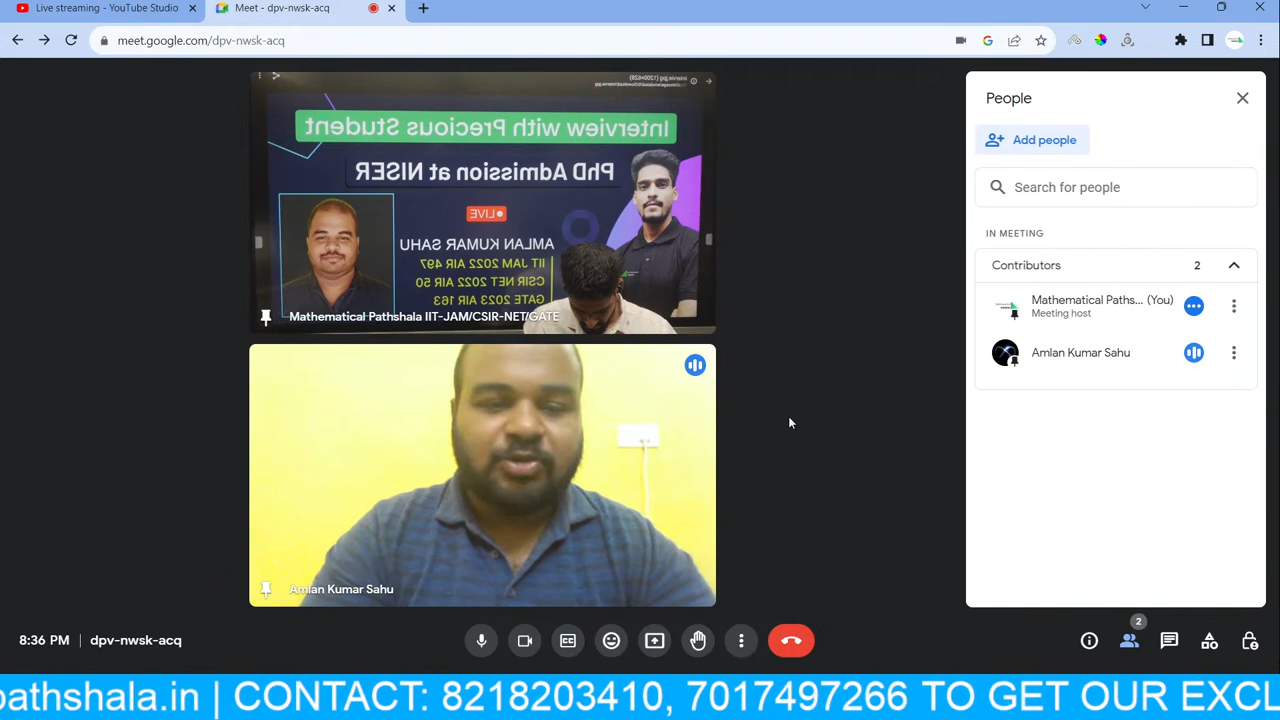 Live streaming - YouTube Studio
Meet - dpv-nwsk-acq
meet.google.com/dpv-nwsk-acq
Interview with Precious Student
PhD Admission at NISER
LIVE
AMLAN KUMAR SAHU
IIT JAM 2022 AIR 497
CSIR NET 2022 AIR 50
GATE 2023 AIR 163
Mathematical Pathshala IIT-JAM/CSIR-NET/GATE
Amlan Kumar Sahu
People
Add people
Search for people
IN MEETING
Contributors 2
Mathematical Paths... (You)
Meeting host
Amlan Kumar Sahu
8:36 PM | dpv-nwsk-acq
2
pathshala.in | CONTACT: 8218203410, 7017497266 TO GET OUR EXCL